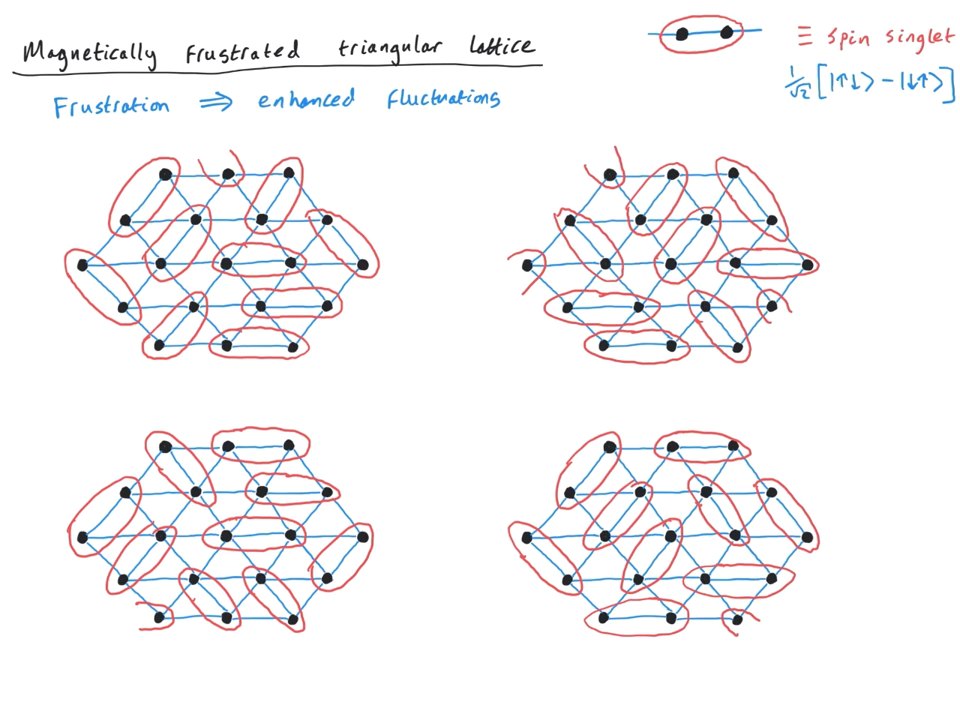 Magnetically frustrated triangular lattice
≡ spin singlet
Frustration ⟹ enhanced fluctuations
1/√2 [|↑↓⟩ − |↓↑⟩]